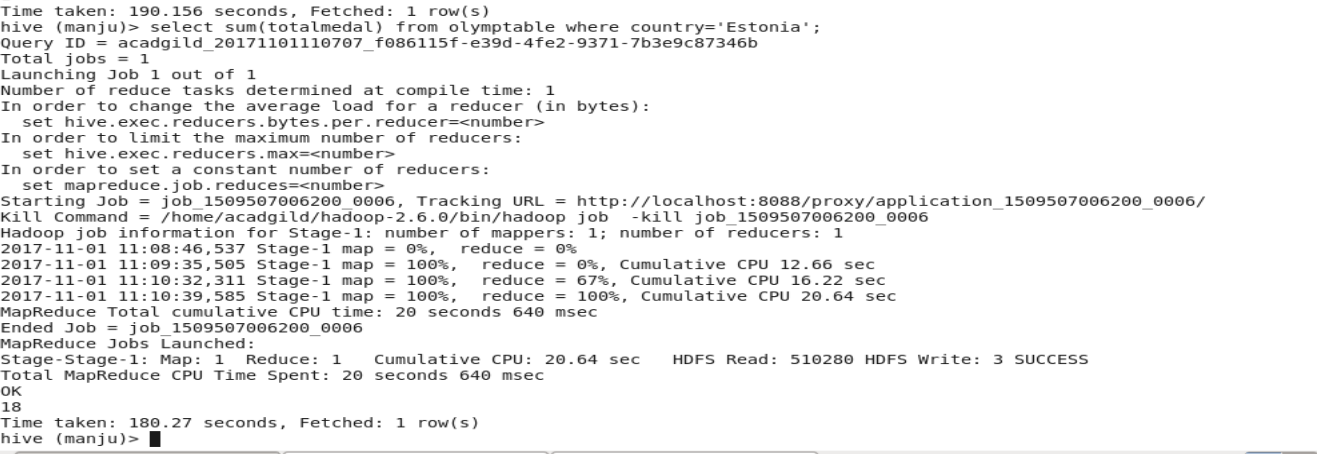 Time taken: 190.156 seconds, Fetched: 1 row(s)
hive (manju)> select sum(totalmedal) from olymptable where country='Estonia';
Query ID = acadgild_20171101110707_f086115f-e39d-4fe2-9371-7b3e9c87346b
Total jobs = 1
Launching Job 1 out of 1
Number of reduce tasks determined at compile time: 1
In order to change the average load for a reducer (in bytes):
  set hive.exec.reducers.bytes.per.reducer=<number>
In order to limit the maximum number of reducers:
  set hive.exec.reducers.max=<number>
In order to set a constant number of reducers:
  set mapreduce.job.reduces=<number>
Starting Job = job_1509507006200_0006, Tracking URL = http://localhost:8088/proxy/application_1509507006200_0006/
Kill Command = /home/acadgild/hadoop-2.6.0/bin/hadoop job  -kill job_1509507006200_0006
Hadoop job information for Stage-1: number of mappers: 1; number of reducers: 1
2017-11-01 11:08:46,537 Stage-1 map = 0%,  reduce = 0%
2017-11-01 11:09:35,505 Stage-1 map = 100%,  reduce = 0%, Cumulative CPU 12.66 sec
2017-11-01 11:10:32,311 Stage-1 map = 100%,  reduce = 67%, Cumulative CPU 16.22 sec
2017-11-01 11:10:39,585 Stage-1 map = 100%,  reduce = 100%, Cumulative CPU 20.64 sec
MapReduce Total cumulative CPU time: 20 seconds 640 msec
Ended Job = job_1509507006200_0006
MapReduce Jobs Launched:
Stage-Stage-1: Map: 1  Reduce: 1   Cumulative CPU: 20.64 sec   HDFS Read: 510280 HDFS Write: 3 SUCCESS
Total MapReduce CPU Time Spent: 20 seconds 640 msec
OK
18
Time taken: 180.27 seconds, Fetched: 1 row(s)
hive (manju)>